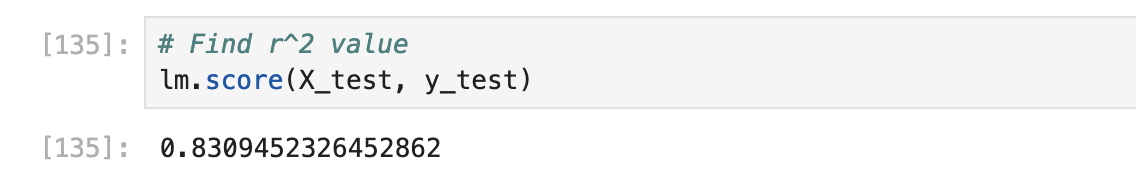 [135]: # Find r^2 value
lm.score(X_test, y_test)
[135]: 0.8309452326452862